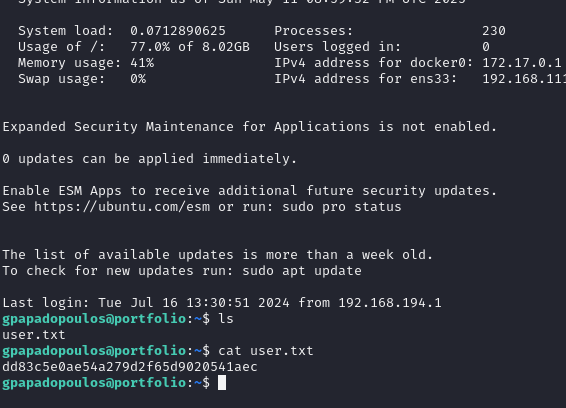 System information as of Sun May 11 08:59:52 PM UTC 2025
System load: 0.0712890625 Processes: 230
Usage of /: 77.0% of 8.02GB Users logged in: 0
Memory usage: 41% IPv4 address for docker0: 172.17.0.1
Swap usage: 0% IPv4 address for ens33: 192.168.111
Expanded Security Maintenance for Applications is not enabled.
0 updates can be applied immediately.
Enable ESM Apps to receive additional future security updates.
See https://ubuntu.com/esm or run: sudo pro status
The list of available updates is more than a week old.
To check for new updates run: sudo apt update
Last login: Tue Jul 16 13:30:51 2024 from 192.168.194.1
gpapadopoulos@portfolio:~$ ls
user.txt
gpapadopoulos@portfolio:~$ cat user.txt
dd83c5e0ae54a279d2f65d9020541aec
gpapadopoulos@portfolio:~$